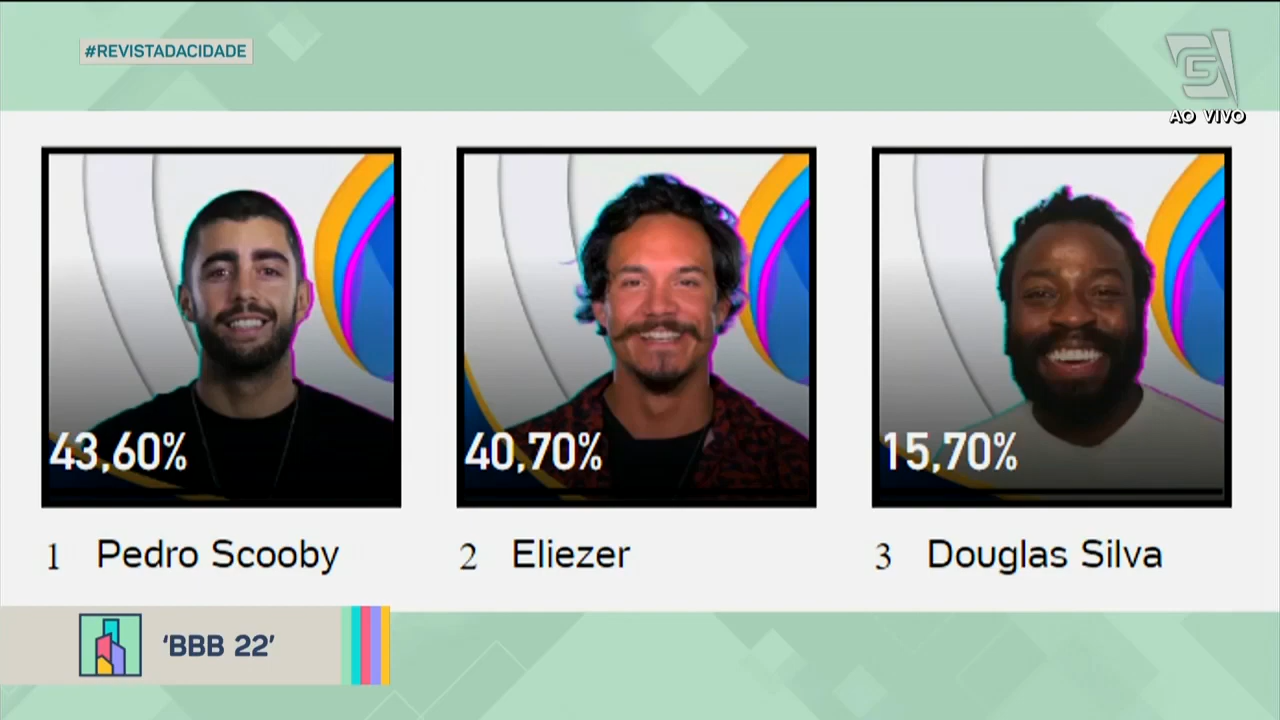 #REVISTADACIDADE
AO VIVO
43,60%
40,70%
15,70%
1 Pedro Scooby
2 Eliezer
3 Douglas Silva
'BBB 22'